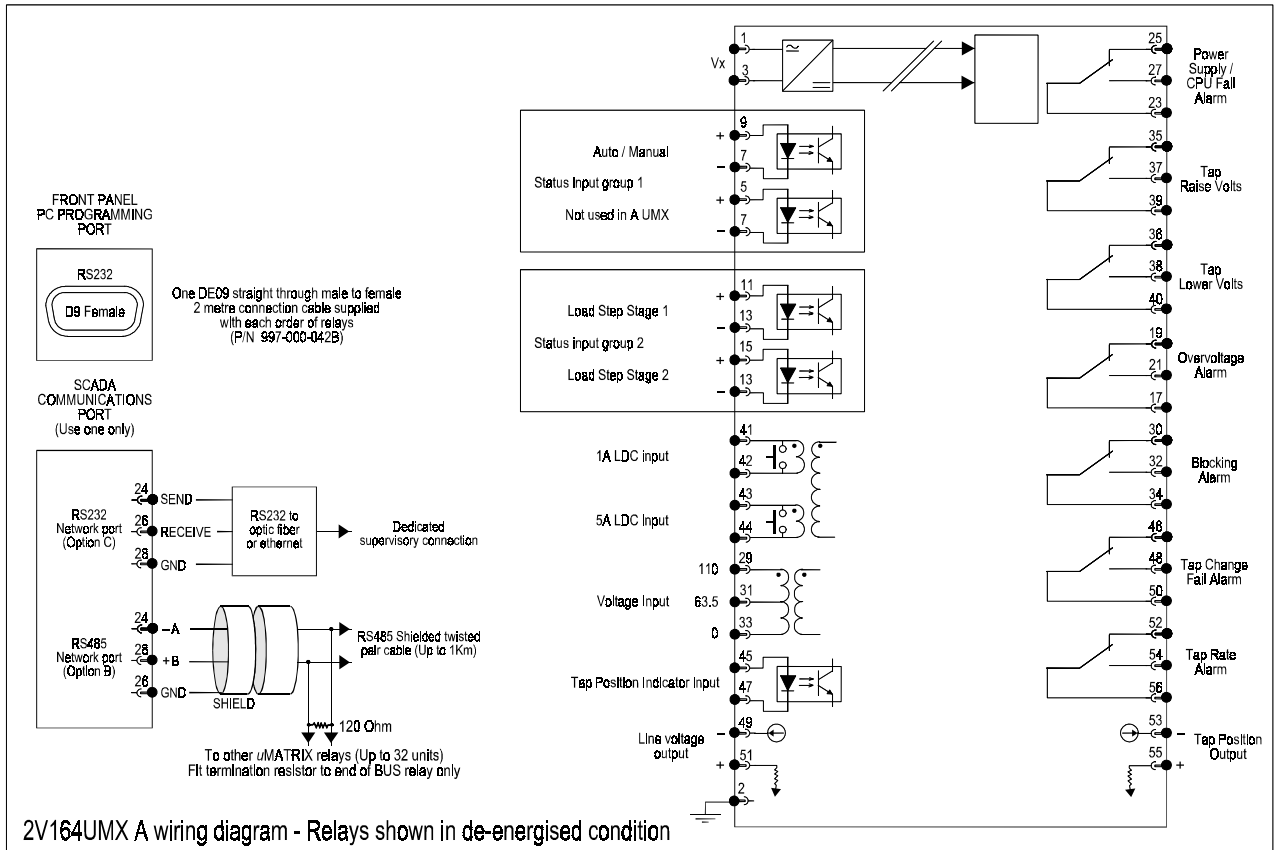 FRONT PANEL
PC PROGRAMMING
PORT
RS232
D9 Female
One DE09 straight through male to female
2 metre connection cable supplied
with each order of relays
(P/N 997-000-042B)
SCADA
COMMUNICATIONS
PORT
(Use one only)
RS232
Network port
(Option C)
24
SEND
26
RECEIVE
28
GND
RS232 to
optic fiber
or ethernet
Dedicated
supervisory connection
RS485
Network port
(Option B)
24
-A
28
+B
26
GND
SHIELD
RS485 Shielded twisted
pair cable (Up to 1Km)
120 Ohm
To other uMATRIX relays (Up to 32 units)
Fit termination resistor to end of BUS relay only
Vx
1
3
Auto / Manual
+ 9
- 7
Status Input group 1
Not used in A UMX
+ 5
- 7
Load Step Stage 1
+ 11
- 13
Status input group 2
Load Step Stage 2
+ 15
- 13
1A LDC input
41
42
5A LDC Input
43
44
Voltage Input
110 29
63.5 31
0 33
Tap Position Indicator Input
45
47
Line voltage
output
- 49
+ 51
2
25
27
23
Power
Supply /
CPU Fail
Alarm
35
37
39
Tap
Raise Volts
36
38
40
Tap
Lower Volts
19
21
17
Overvoltage
Alarm
30
32
34
Blocking
Alarm
46
48
50
Tap Change
Fail Alarm
52
54
56
Tap Rate
Alarm
53 -
55 +
Tap Position
Output
2V164UMX A wiring diagram - Relays shown in de-energised condition